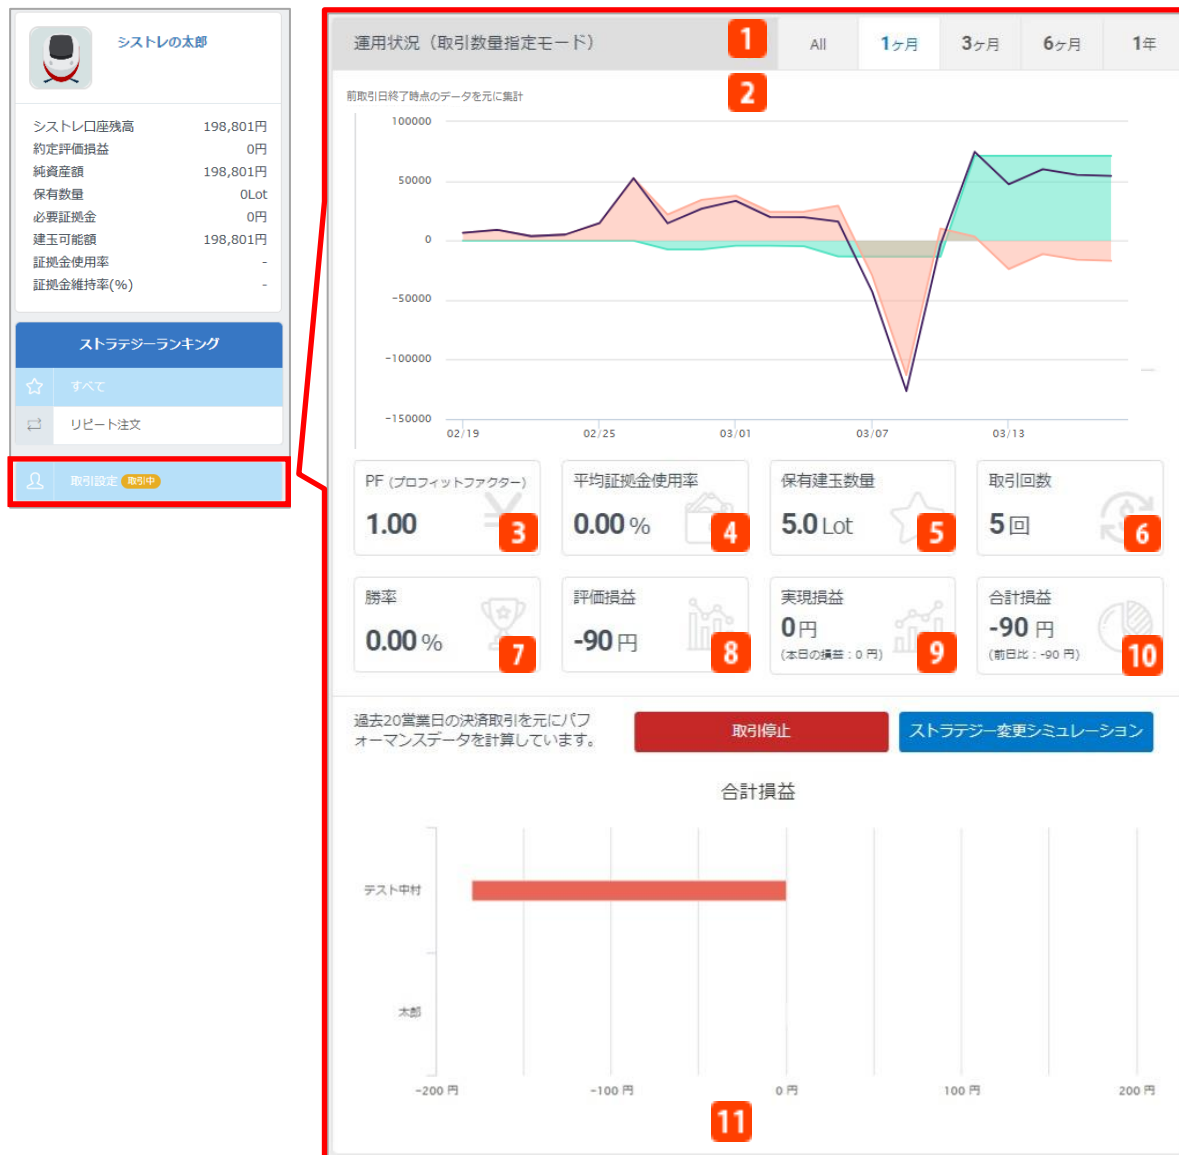 シストレの太郎
シストレ口座残高 198,801円
約定評価損益 0円
純資産額 198,801円
保有数量 0Lot
必要証拠金 0円
建玉可能額 198,801円
証拠金使用率 -
証拠金維持率(%) -
ストラテジーランキング
すべて
リピート注文
取引設定 取引中
運用状況（取引数量指定モード） 1 All 1ヶ月 3ヶ月 6ヶ月 1年
前取引日終了時点のデータを元に集計 2
100000
50000
0
-50000
-100000
-150000
02/19 02/25 03/01 03/07 03/13
PF (プロフィットファクター) 平均証拠金使用率 保有建玉数量 取引回数
1.00 3 0.00 % 4 5.0 Lot 5 5 回 6
勝率 評価損益 実現損益 合計損益
0.00 % 7 -90 円 8 0円 9 -90 円 10
(本日の損益 : 0 円) (前日比 : -90 円)
過去20営業日の決済取引を元にパフ
ォーマンスデータを計算しています。
取引停止 ストラテジー変更シミュレーション
合計損益
テスト中村
太郎
-200 円 -100 円 0 円 100 円 200 円
11